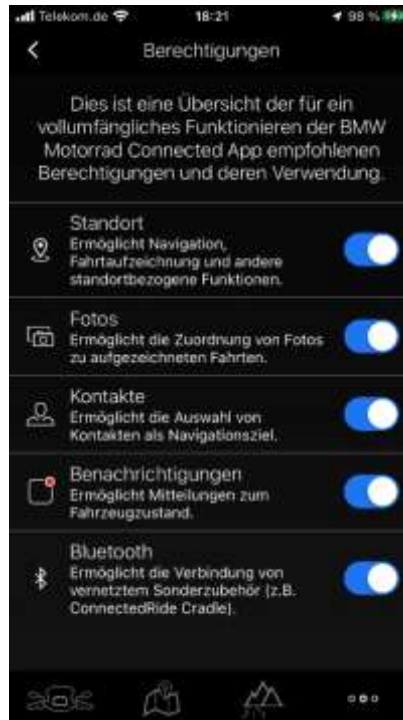 Telekom.de 18:21 98 %
Berechtigungen
Dies ist eine Übersicht der für ein
vollumfängliches Funktionieren der BMW
Motorrad Connected App empfohlenen
Berechtigungen und deren Verwendung.
Standort
Ermöglicht Navigation,
Fahrtaufzeichnung und andere
standortbezogene Funktionen.
Fotos
Ermöglicht die Zuordnung von Fotos
zu aufgezeichneten Fahrten.
Kontakte
Ermöglicht die Auswahl von
Kontakten als Navigationsziel.
Benachrichtigungen
Ermöglicht Mitteilungen zum
Fahrzeugzustand.
Bluetooth
Ermöglicht die Verbindung von
vernetztem Sonderzubehör (z.B.
ConnectedRide Cradle).